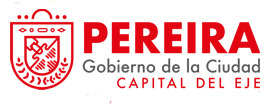 PEREIRA
Gobierno de la Ciudad
CAPITAL DEL EJE